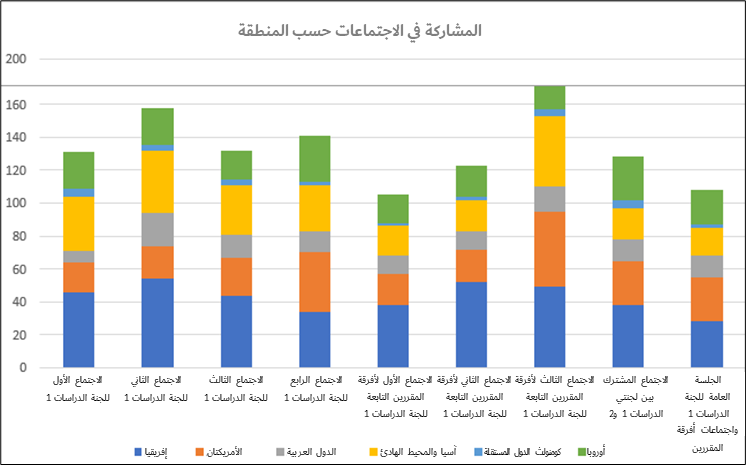 المشاركة في الاجتماعات حسب المنطقة
200
160
140
120
100
80
60
40
20
0
الاجتماع الأول
للجنة الدراسات 1
الاجتماع الثاني
للجنة الدراسات 1
الاجتماع الثالث
للجنة الدراسات 1
الاجتماع الرابع
للجنة الدراسات 1
الاجتماع الأول لأفرقة
المقررين التابعة
للجنة الدراسات 1
الاجتماع الثاني لأفرقة
المقررين التابعة
للجنة الدراسات 1
الاجتماع الثالث لأفرقة
المقررين التابعة
للجنة الدراسات 1
الاجتماع المشترك
بين لجنتي
الدراسات 1 و2
الجلسة
العامة للجنة
الدراسات 1
واجتماعات أفرقة
المقررين
إفريقيا
الأمريكتان
الدول العربية
آسيا والمحيط الهادئ
كومنولث الدول المستقلة
أوروبا